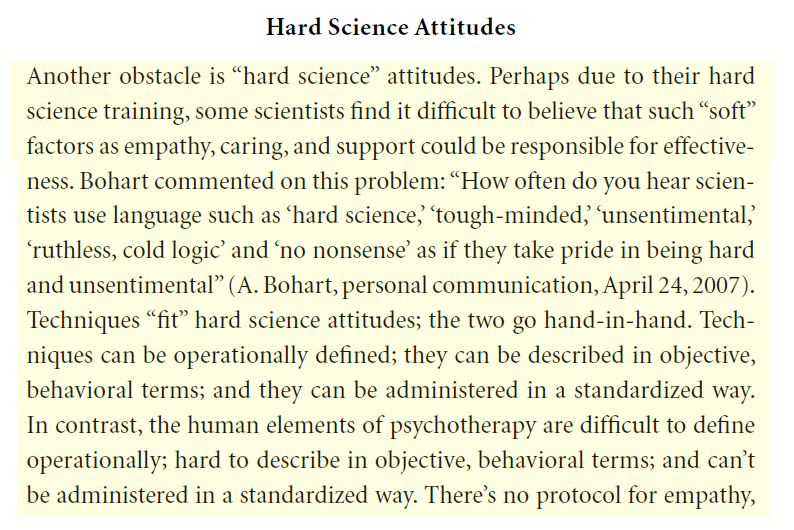 Hard Science Attitudes
Another obstacle is “hard science” attitudes. Perhaps due to their hard
science training, some scientists find it difficult to believe that such “soft”
factors as empathy, caring, and support could be responsible for effective-
ness. Bohart commented on this problem: “How often do you hear scien-
tists use language such as ‘hard science,’ ‘tough-minded,’ ‘unsentimental,’
‘ruthless, cold logic’ and ‘no nonsense’ as if they take pride in being hard
and unsentimental” (A. Bohart, personal communication, April 24, 2007).
Techniques “fit” hard science attitudes; the two go hand-in-hand. Tech-
niques can be operationally defined; they can be described in objective,
behavioral terms; and they can be administered in a standardized way.
In contrast, the human elements of psychotherapy are difficult to define
operationally; hard to describe in objective, behavioral terms; and can’t
be administered in a standardized way. There’s no protocol for empathy,